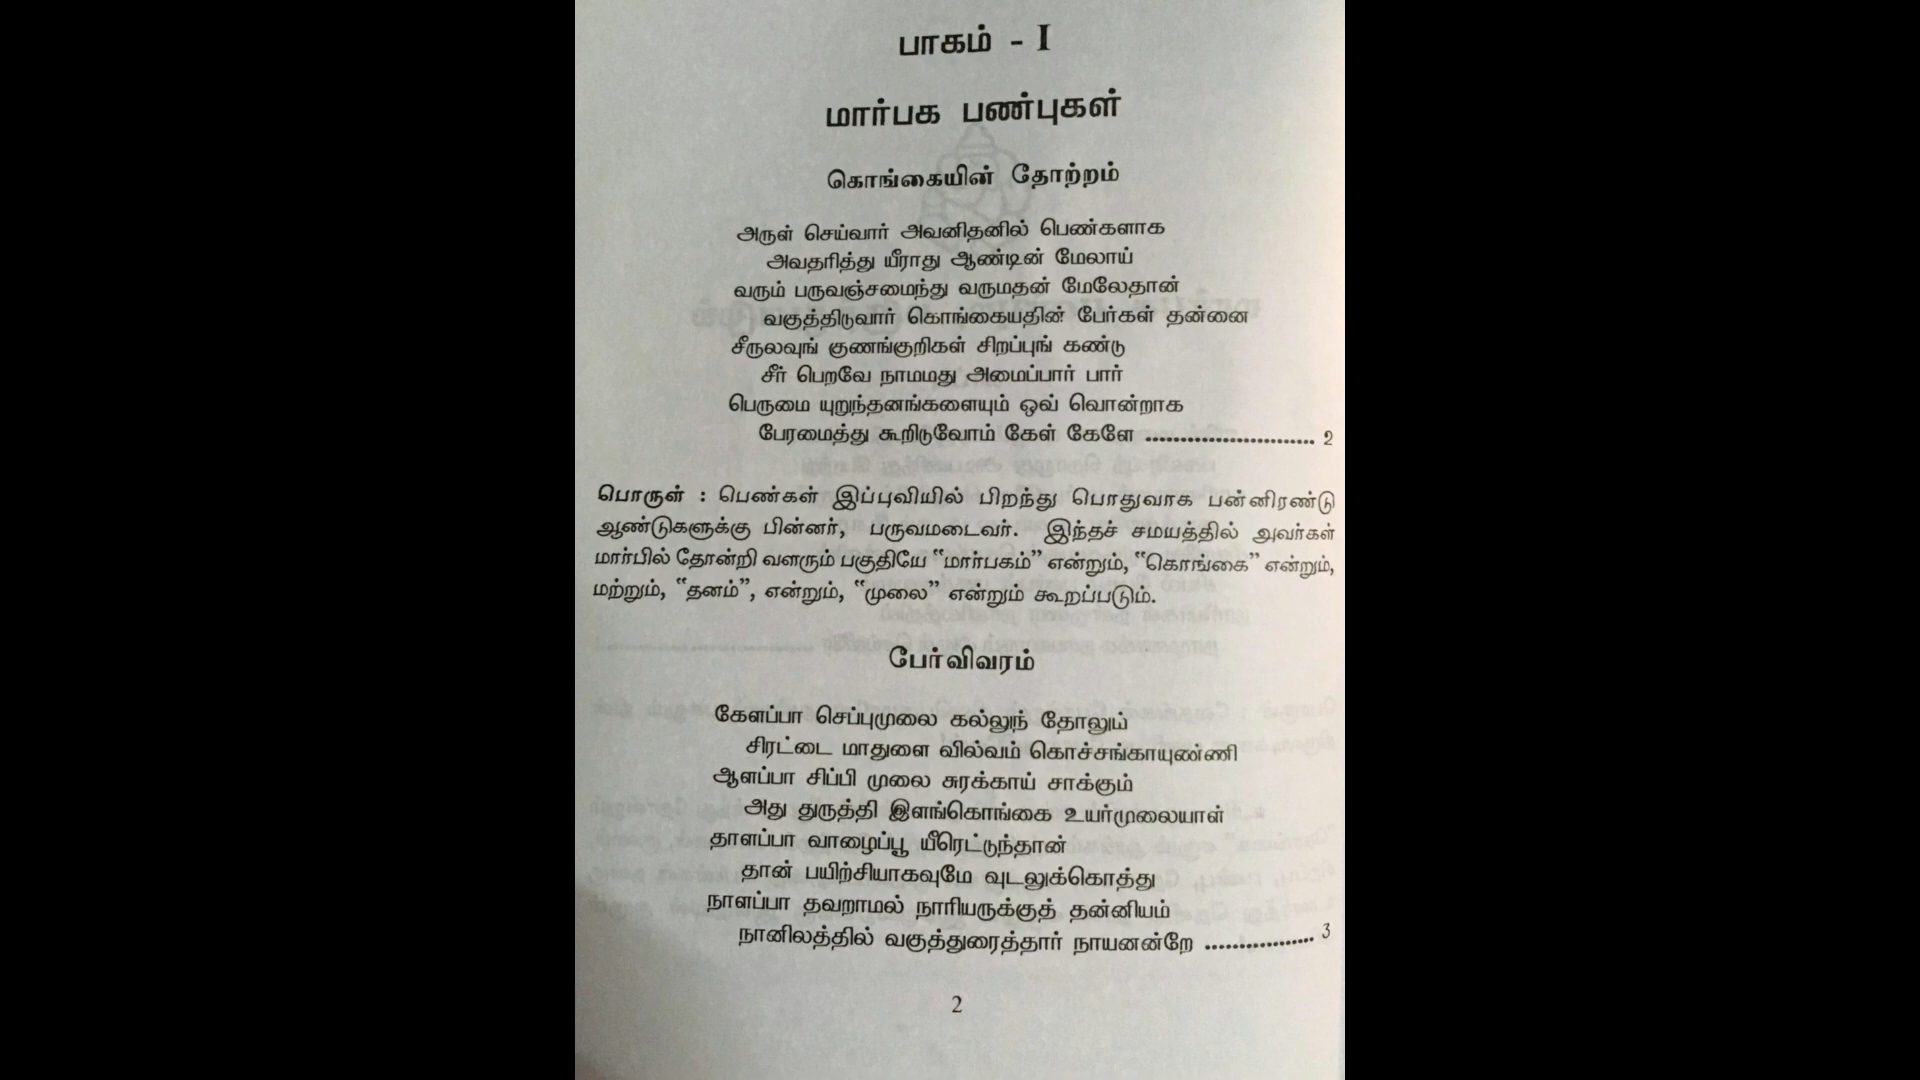 பாகம் - I
மார்பக பண்புகள்
கொங்கையின் தோற்றம்
அருள் செய்வார் அவனிதனில் பெண்களாக
அவதரித்து யீராது ஆண்டின் மேலாய்
வரும் பருவஞ்சமைந்து வருமதன் மேலேதான்
வகுத்திடுவார் கொங்கையதின் பேர்கள் தன்னை
சீருலவுங் குணங்குறிகள் சிறப்புங் கண்டு
சீர் பெறவே நாமமது அமைப்பார் பார்
பெருமை யுறுந்தனங்களையும் ஒவ் வொன்றாக
பேரமைத்து கூறிடுவோம் கேள் கேளே ......................... 2
பொருள் : பெண்கள் இப்புவியில் பிறந்து பொதுவாக பன்னிரண்டு
ஆண்டுகளுக்கு பின்னர், பருவமடைவர். இந்தச் சமயத்தில் அவர்கள்
மார்பில் தோன்றி வளரும் பகுதியே “மார்பகம்” என்றும், “கொங்கை” என்றும்,
மற்றும், “தனம்”, என்றும், “முலை” என்றும் கூறப்படும்.
பேர்விவரம்
கேளப்பா செப்புமுலை கல்லுந் தோலும்
சிரட்டை மாதுளை வில்வம் கொச்சங்காயுண்ணி
ஆளப்பா சிப்பி முலை சுரக்காய் சாக்கும்
அது துருத்தி இளங்கொங்கை உயர்முலையாள்
தாளப்பா வாழைப்பூ யீரெட்டுந்தான்
தான் பயிற்சியாகவுமே வுடலுக்கொத்து
நாளப்பா தவறாமல் நாரியருக்குத் தன்னியம்
நானிலத்தில் வகுத்துரைத்தார் நாயனன்றே ................ 3
2